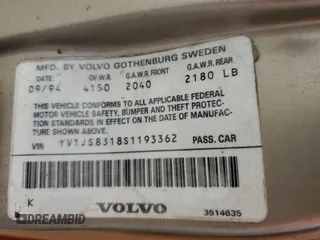 MFD. BY VOLVO GOTHENBURG SWEDEN
DATE G.V.W.R. G.A.W.R. FRONT G.A.W.R. REAR
09/94 4150 2040 2180 LB
THIS VEHICLE CONFORMS TO ALL APPLICABLE FEDERAL
MOTOR VEHICLE SAFETY, BUMPER AND THEFT PROTEC-
TION STANDARDS IN EFFECT ON THE DATE OF MANUFAC-
TURE SHOWN ABOVE
VIN YV1JS8318S1193362 PASS. CAR
K VOLVO 3514635
DREAMBID